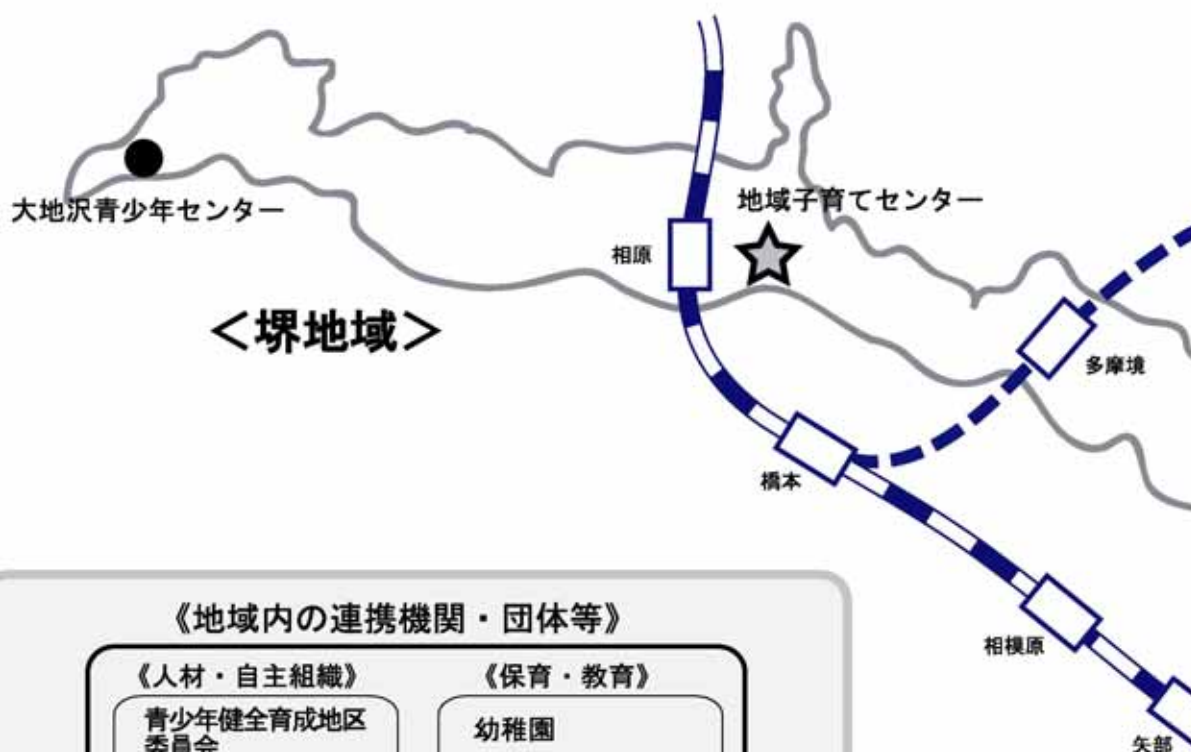 大地沢青少年センター
地域子育てセンター
相原
＜堺地域＞
多摩境
橋本
相模原
矢部
《地域内の連携機関・団体等》
《人材・自主組織》
青少年健全育成地区
委員会
《保育・教育》
幼稚園